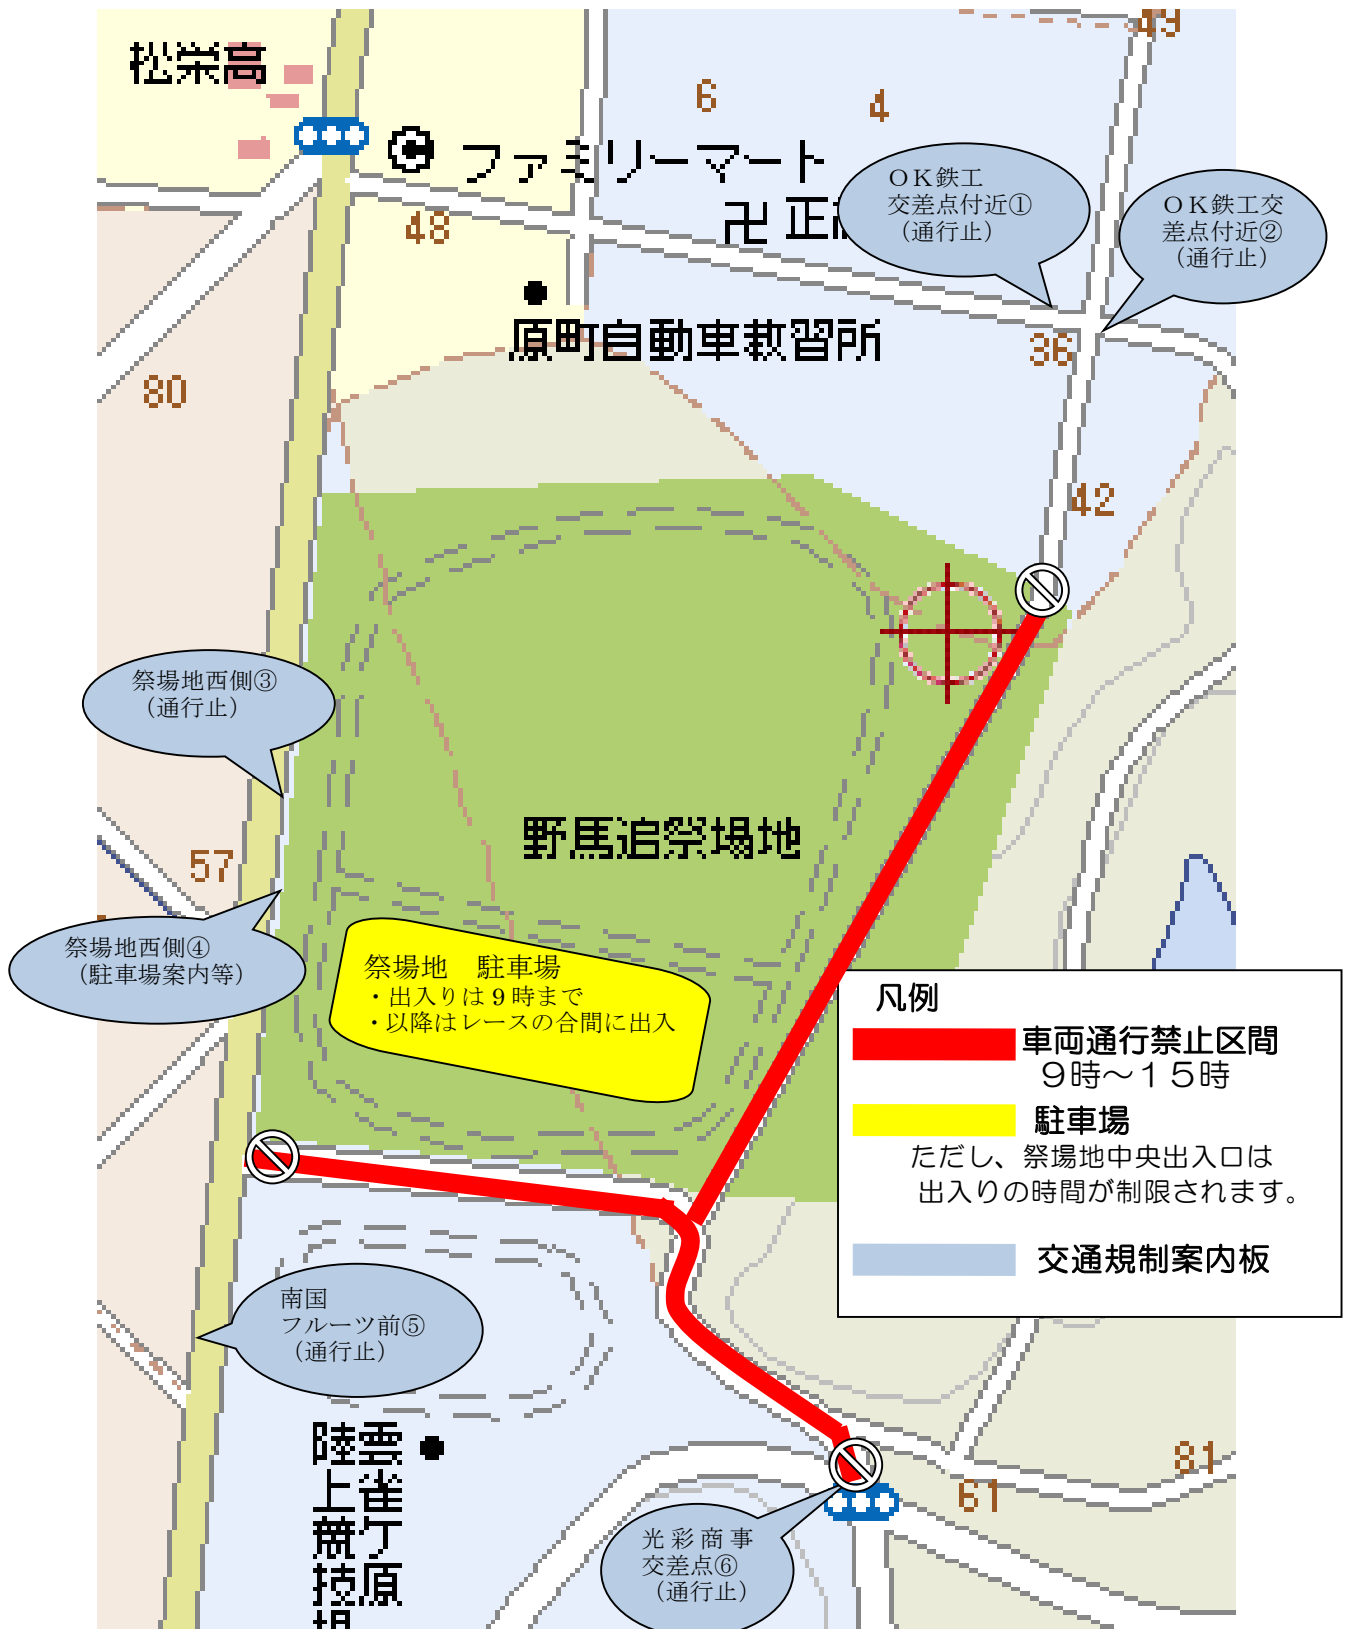 松栄高
49
6
4
ファミリーマート
48
卍 正
OK鉄工
交差点付近①
（通行止）
OK鉄工交
差点付近②
（通行止）
原町自動車教習所
36
80
42
祭場地西側③
（通行止）
野馬追祭場地
57
祭場地西側④
（駐車場案内等）
祭場地　駐車場
・出入りは９時まで
・以降はレースの合間に出入
凡例
車両通行禁止区間
９時～１５時
駐車場
ただし、祭場地中央出入口は
出入りの時間が制限されます。
交通規制案内板
南国
フルーツ前⑤
（通行止）
雲雀ケ原
陸上競技場
81
61
光彩商事
交差点⑥
（通行止）